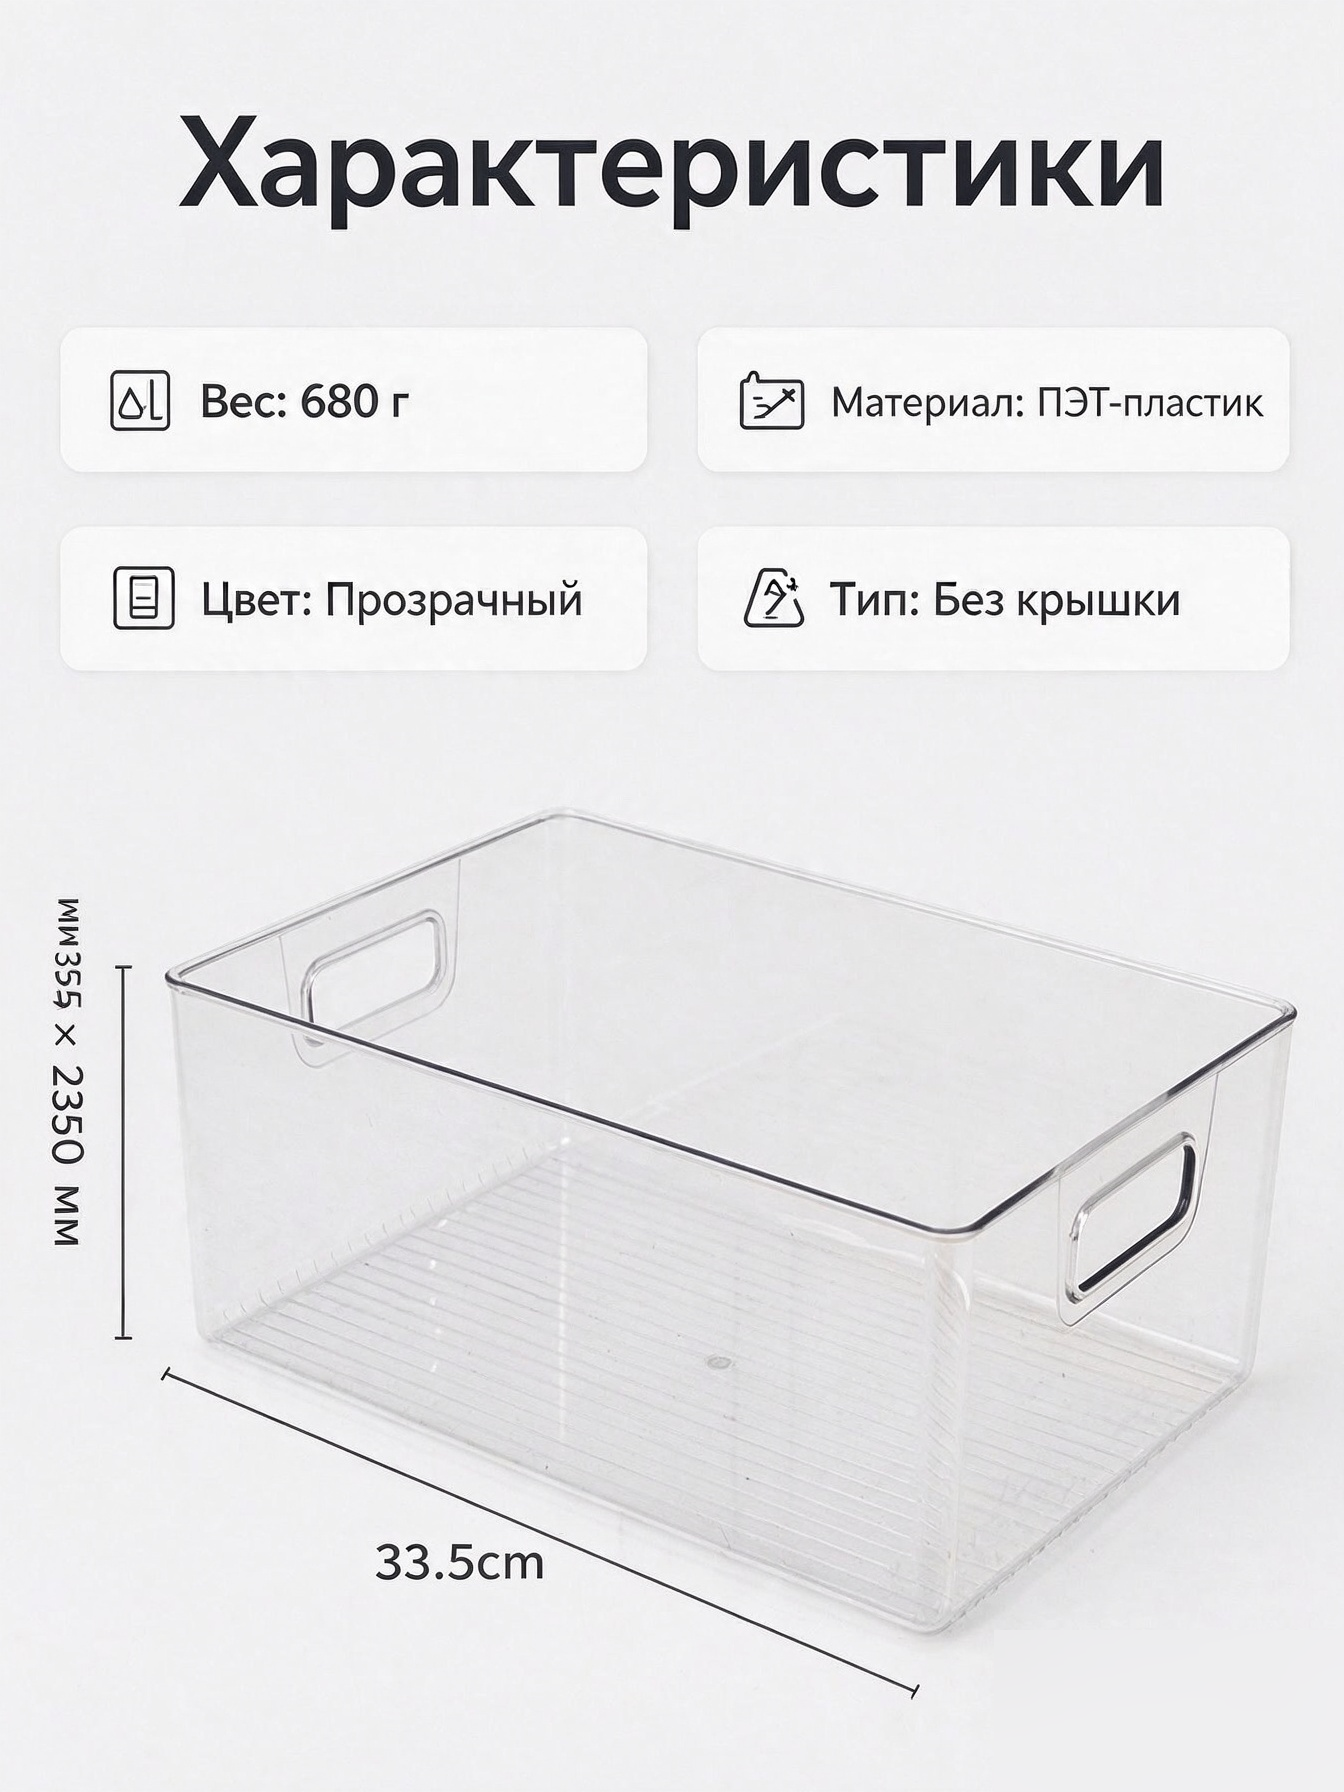 Характеристики
Вес: 680 г
Материал: ПЭТ-пластик
Цвет: Прозрачный
Тип: Без крышки
× 2350 мм
33.5cm